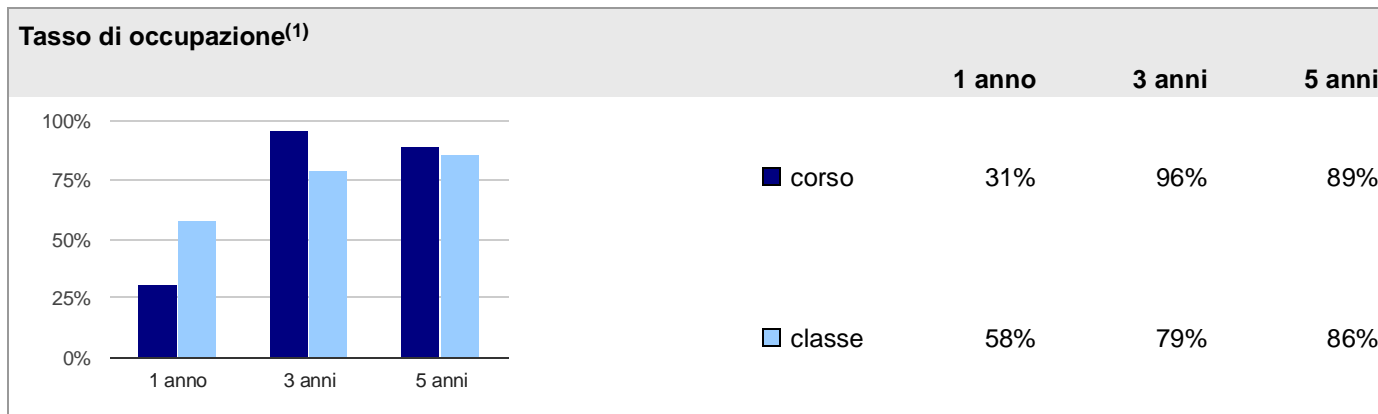 Tasso di occupazione(1)
1 anno 3 anni 5 anni
100%
75%
50%
25%
0%
1 anno 3 anni 5 anni
corso 31% 96% 89%
classe 58% 79% 86%